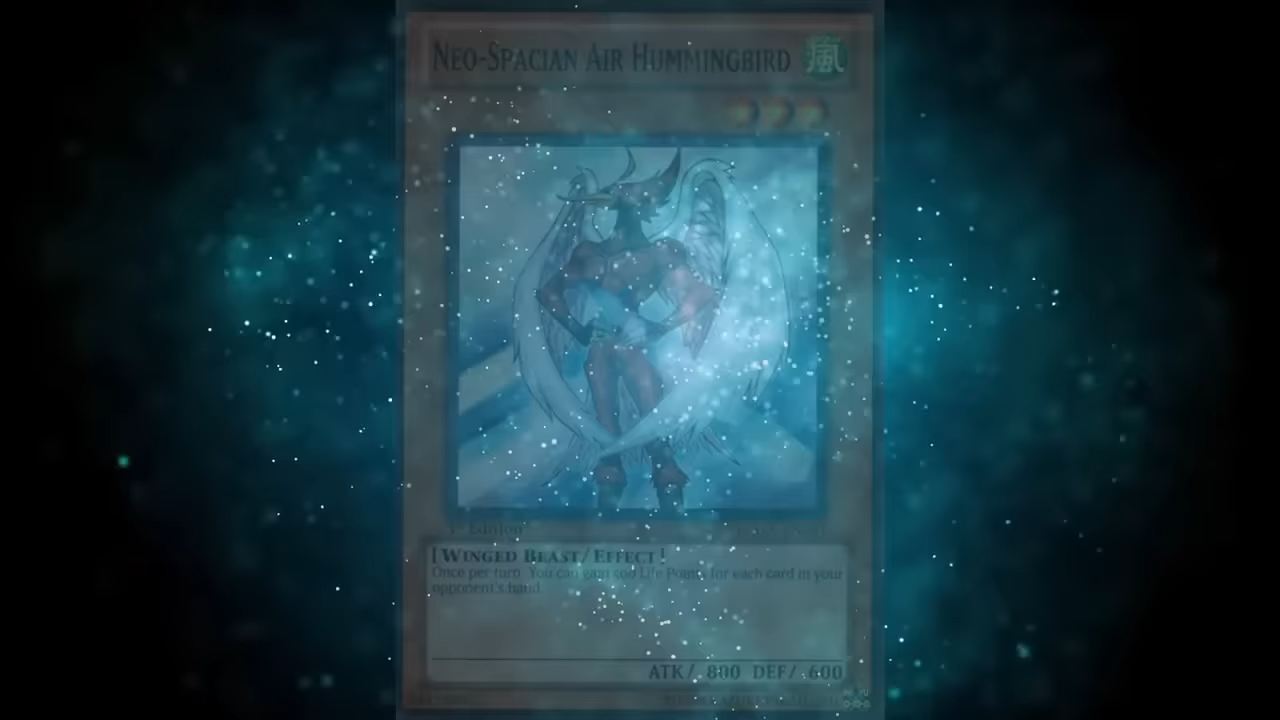 NEO-SPACIAN AIR HUMMINGBIRD 風
1st Edition
[WINGED BEAST/EFFECT]
Once per turn: You can gain 500 Life Points for each card in your
opponent's hand.
ATK/ 800 DEF/ 600